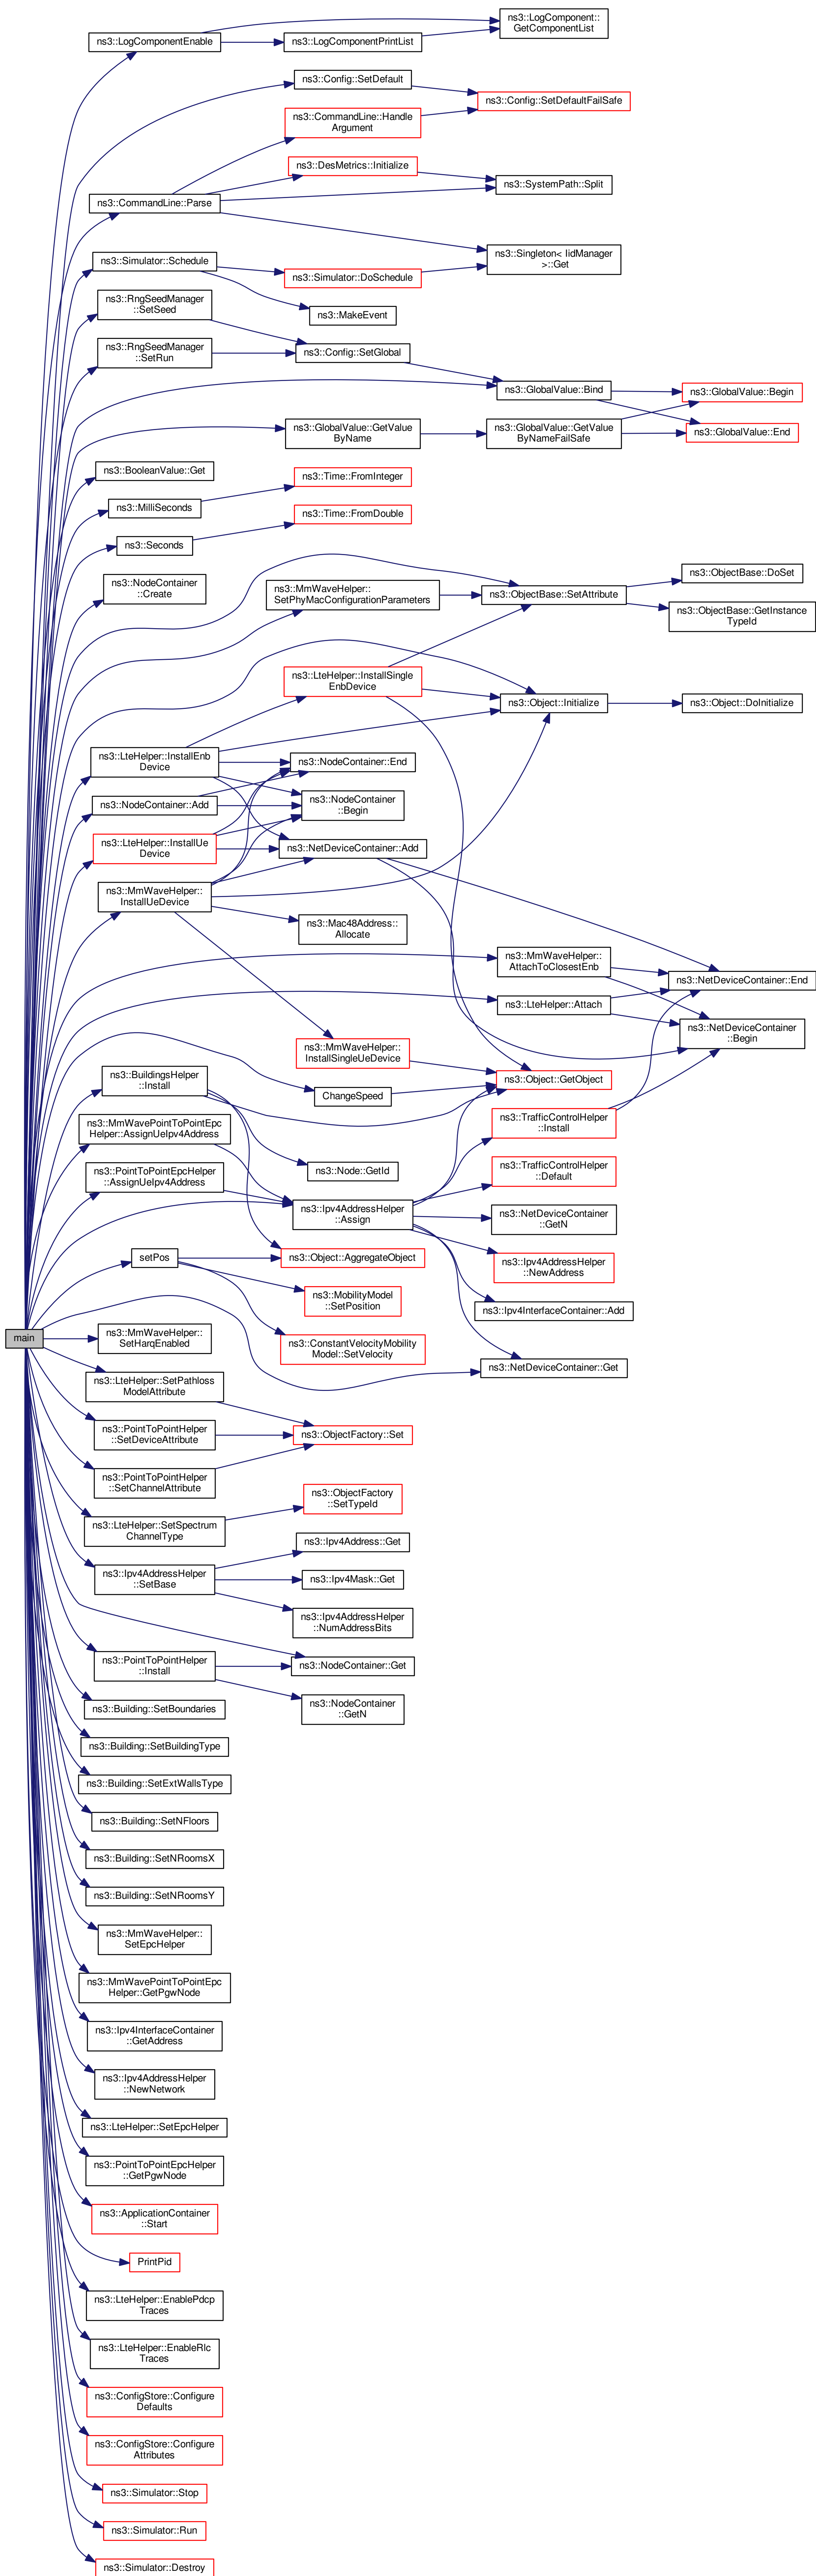 ns3::LogComponent::
GetComponentList
ns3::LogComponentEnable
ns3::LogComponentPrintList
ns3::Config::SetDefault
ns3::Config::SetDefaultFailSafe
ns3::CommandLine::Handle
Argument
ns3::DesMetrics::Initialize
ns3::SystemPath::Split
ns3::CommandLine::Parse
ns3::Singleton< IidManager
>::Get
ns3::Simulator::Schedule
ns3::Simulator::DoSchedule
ns3::RngSeedManager
::SetSeed
ns3::MakeEvent
ns3::RngSeedManager
::SetRun
ns3::Config::SetGlobal
ns3::GlobalValue::Bind
ns3::GlobalValue::Begin
ns3::GlobalValue::GetValue
ByName
ns3::GlobalValue::GetValue
ByNameFailSafe
ns3::GlobalValue::End
ns3::BooleanValue::Get
ns3::Time::FromInteger
ns3::MilliSeconds
ns3::Time::FromDouble
ns3::Seconds
ns3::ObjectBase::DoSet
ns3::NodeContainer
::Create
ns3::MmWaveHelper::
SetPhyMacConfigurationParameters
ns3::ObjectBase::SetAttribute
ns3::ObjectBase::GetInstance
TypeId
ns3::LteHelper::InstallSingle
EnbDevice
ns3::Object::Initialize
ns3::Object::DoInitialize
ns3::LteHelper::InstallEnb
Device
ns3::NodeContainer::End
ns3::NodeContainer::Add
ns3::NodeContainer
::Begin
ns3::LteHelper::InstallUe
Device
ns3::NetDeviceContainer::Add
ns3::MmWaveHelper::
InstallUeDevice
ns3::Mac48Address::
Allocate
ns3::MmWaveHelper::
AttachToClosestEnb
ns3::NetDeviceContainer::End
ns3::LteHelper::Attach
ns3::NetDeviceContainer
::Begin
ns3::MmWaveHelper::
InstallSingleUeDevice
ns3::BuildingsHelper
::Install
ns3::Object::GetObject
ChangeSpeed
ns3::MmWavePointToPointEpc
Helper::AssignUeIpv4Address
ns3::TrafficControlHelper
::Install
ns3::PointToPointEpcHelper
::AssignUeIpv4Address
ns3::Node::GetId
ns3::TrafficControlHelper
::Default
ns3::Ipv4AddressHelper
::Assign
ns3::NetDeviceContainer
::GetN
setPos
ns3::Object::AggregateObject
ns3::Ipv4AddressHelper
::NewAddress
ns3::MobilityModel
::SetPosition
ns3::Ipv4InterfaceContainer::Add
main
ns3::MmWaveHelper::
SetHarqEnabled
ns3::ConstantVelocityMobility
Model::SetVelocity
ns3::NetDeviceContainer::Get
ns3::LteHelper::SetPathloss
ModelAttribute
ns3::PointToPointHelper
::SetDeviceAttribute
ns3::ObjectFactory::Set
ns3::PointToPointHelper
::SetChannelAttribute
ns3::ObjectFactory
::SetTypeId
ns3::LteHelper::SetSpectrum
ChannelType
ns3::Ipv4Address::Get
ns3::Ipv4AddressHelper
::SetBase
ns3::Ipv4Mask::Get
ns3::Ipv4AddressHelper
::NumAddressBits
ns3::PointToPointHelper
::Install
ns3::NodeContainer::Get
ns3::NodeContainer
::GetN
ns3::Building::SetBoundaries
ns3::Building::SetBuildingType
ns3::Building::SetExtWallsType
ns3::Building::SetNFloors
ns3::Building::SetNRoomsX
ns3::Building::SetNRoomsY
ns3::MmWaveHelper::
SetEpcHelper
ns3::MmWavePointToPointEpc
Helper::GetPgwNode
ns3::Ipv4InterfaceContainer
::GetAddress
ns3::Ipv4AddressHelper
::NewNetwork
ns3::LteHelper::SetEpcHelper
ns3::PointToPointEpcHelper
::GetPgwNode
ns3::ApplicationContainer
::Start
PrintPid
ns3::LteHelper::EnablePdcp
Traces
ns3::LteHelper::EnableRlc
Traces
ns3::ConfigStore::Configure
Defaults
ns3::ConfigStore::Configure
Attributes
ns3::Simulator::Stop
ns3::Simulator::Run
ns3::Simulator::Destroy